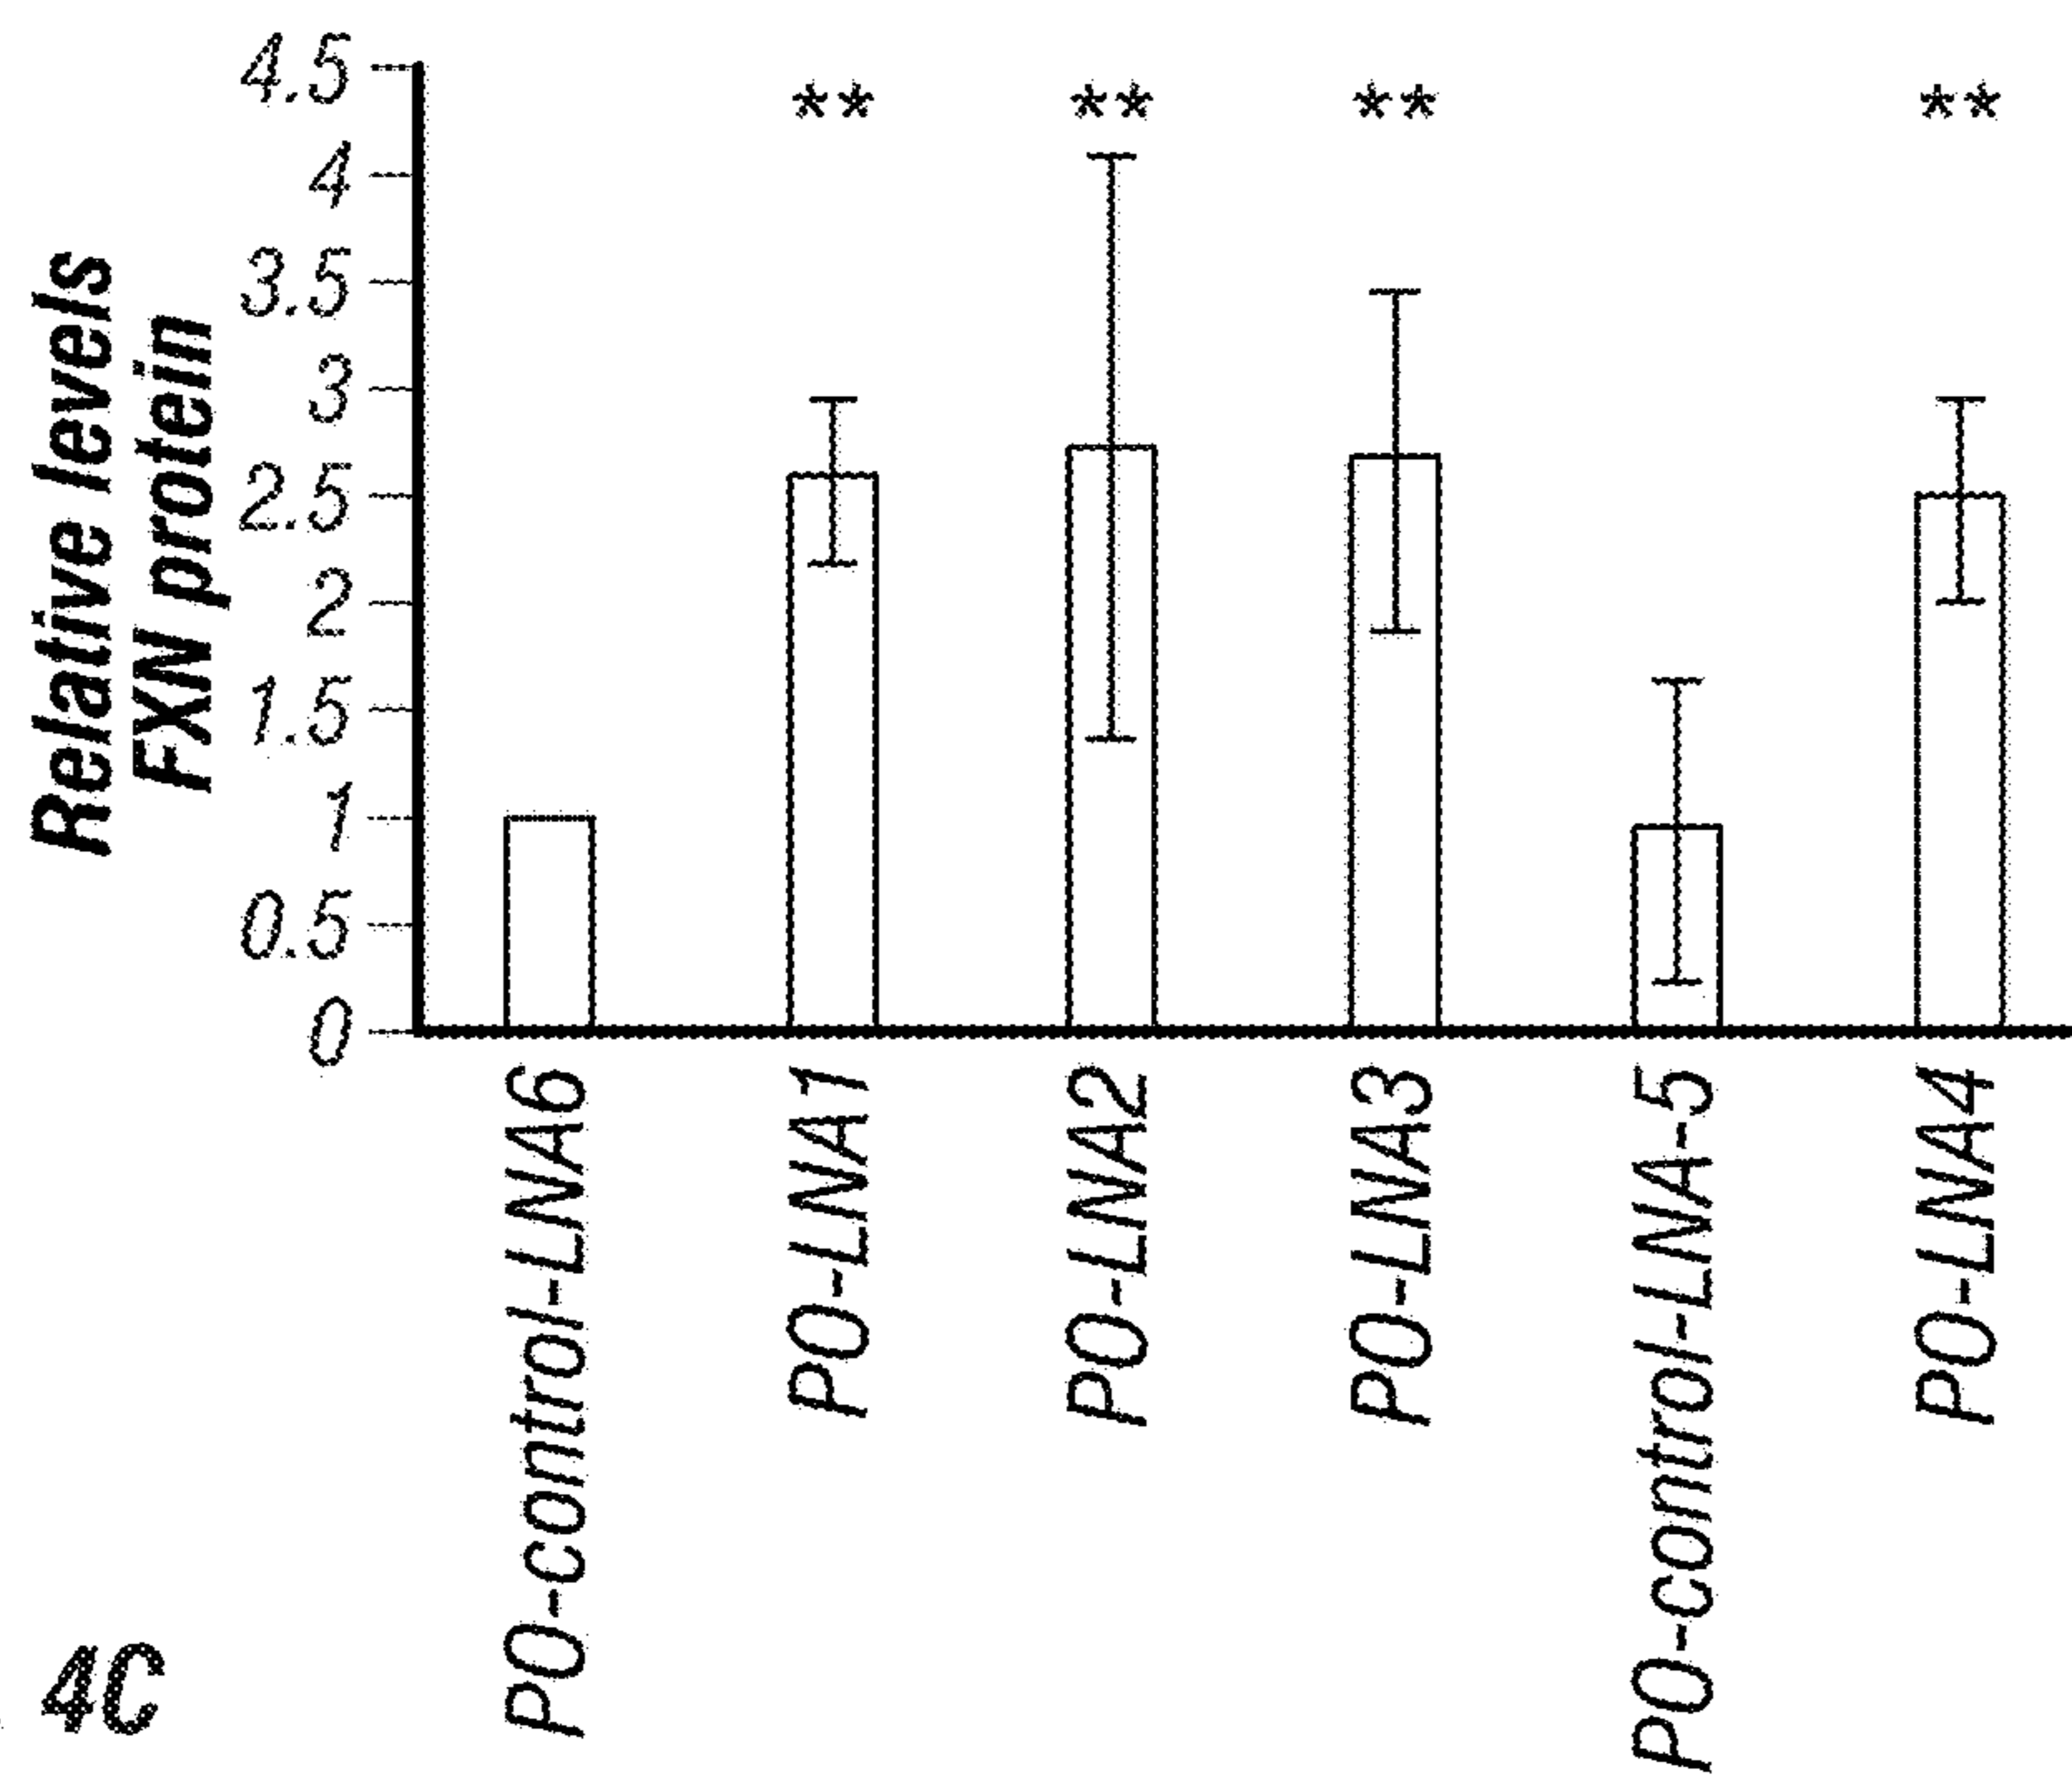 Relative levels
FXN protein
4.5
4
3.5
3
2.5
2
1.5
1
0.5
0
** ** ** **
PO-control-LNA6
PO-LNA1
PO-LNA2
PO-LNA3
PO-control-LNA-5
PO-LNA4
4C